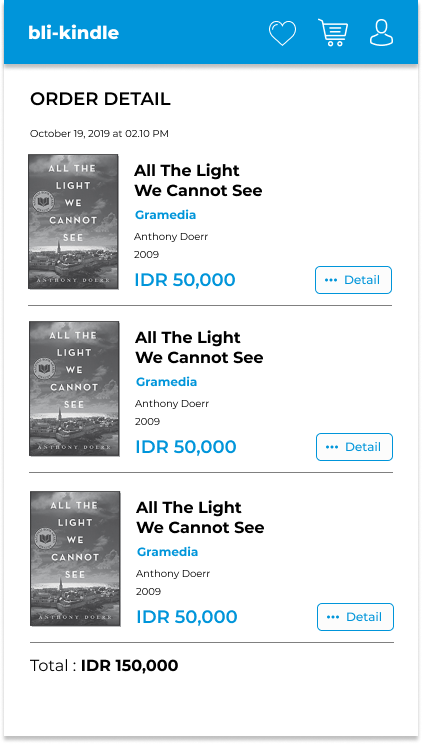 bli-kindle
ORDER DETAIL
October 19, 2019 at 02.10 PM
ALL THE
LIGHT
WE
CANNOT
SEE
ANTHONY DOERR
All The Light
We Cannot See
Gramedia
Anthony Doerr
2009
IDR 50,000
••• Detail
ALL THE
LIGHT
WE
CANNOT
SEE
ANTHONY DOERR
All The Light
We Cannot See
Gramedia
Anthony Doerr
2009
IDR 50,000
••• Detail
ALL THE
LIGHT
WE
CANNOT
SEE
ANTHONY DOERR
All The Light
We Cannot See
Gramedia
Anthony Doerr
2009
IDR 50,000
••• Detail
Total : IDR 150,000